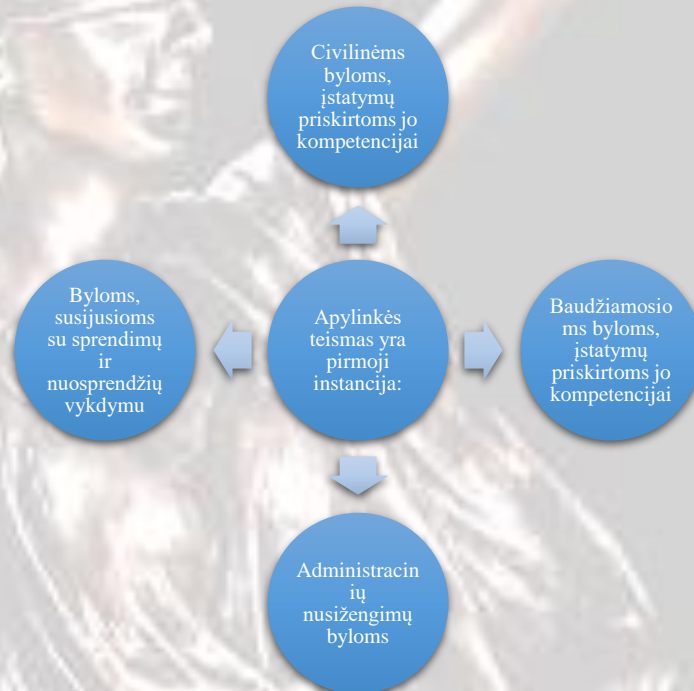 Civilinėms
byloms,
įstatymų
priskirtoms jo
kompetencijai
Byloms,
susijusioms
su sprendimų
ir
nuosprendžių
vykdymu
Apylinkės
teismas yra
pirmoji
instancija:
Baudžiamosio
ms byloms,
įstatymų
priskirtoms jo
kompetencijai
Administracin
ių
nusižengimų
byloms